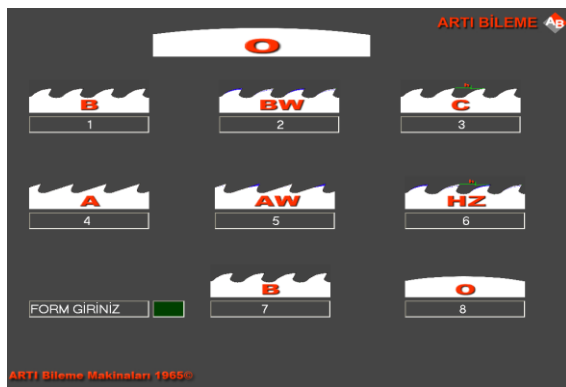 ARTI BİLEME AB
O
B BW C
1 2 3
A AW HZ
4 5 6
B O
FORM GİRİNİZ 7 8
ARTI Bileme Makinaları 1965©